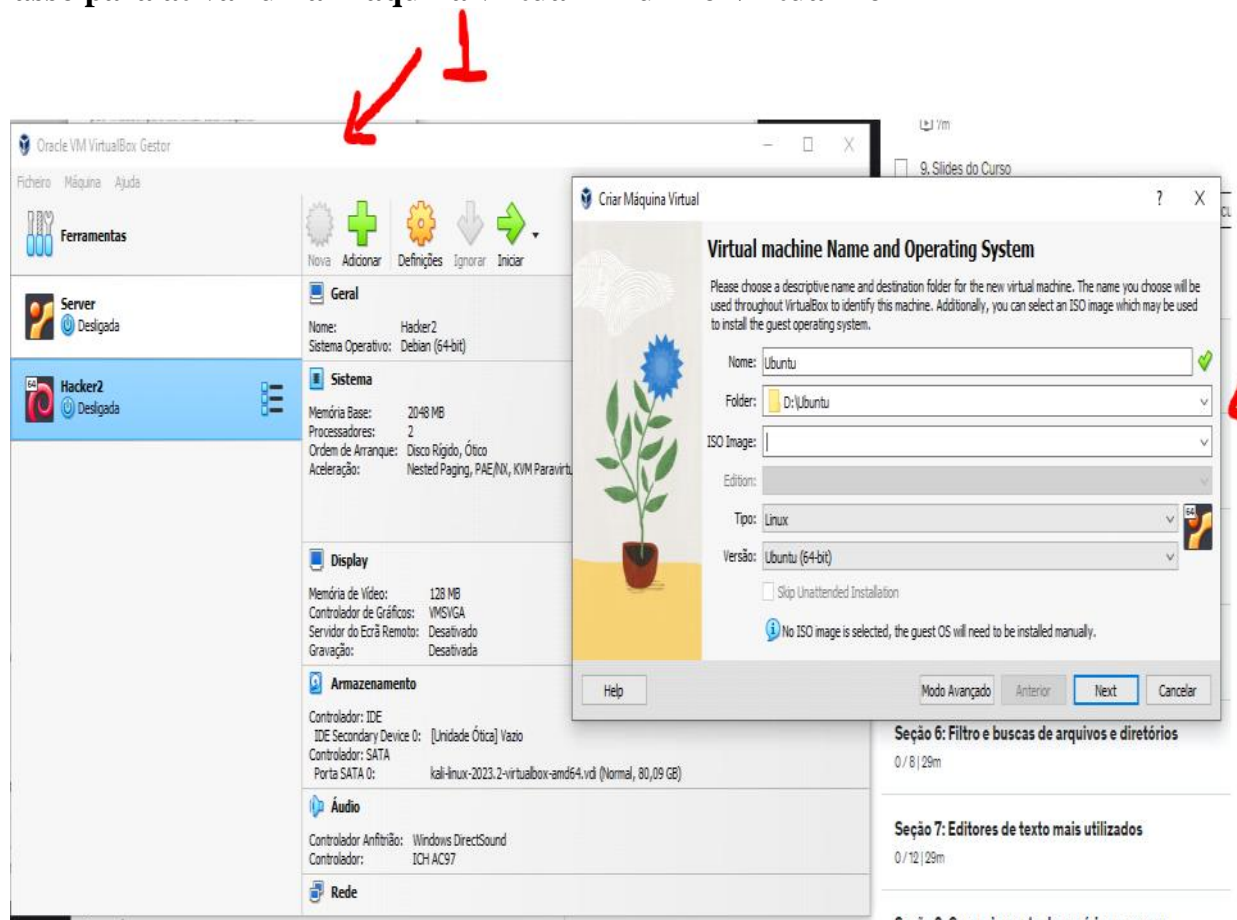 1
Oracle VM VirtualBox Gestor
Ficheiro Máquina Ajuda
Ferramentas
Nova Adicionar Definições Ignorar Iniciar
Server
Desligada
Hacker2
Desligada
Geral
Nome: Hacker2
Sistema Operativo: Debian (64-bit)
Sistema
Memória Base: 2048 MB
Processadores: 2
Ordem de Arranque: Disco Rígido, Ótico
Aceleração: Nested Paging, PAE/NX, KVM
Display
Memória de Vídeo: 128 MB
Controlador de Gráficos: VMSVGA
Servidor do Ecrã Remoto: Desativado
Gravação: Desativada
Armazenamento
Controlador: IDE
IDE Secondary Device 0: [Unidade Ótica] Vazio
Controlador: SATA
Porta SATA 0: kali-linux-2023.2-virtualbox-amd64.vdi (Normal, 80,09 GB)
Áudio
Controlador Anfitrião: Windows DirectSound
Controlador: ICH AC97
Rede
Criar Máquina Virtual
? X
Virtual machine Name and Operating System
Please choose a descriptive name and destination folder for the new virtual machine. The name you choose will be
used throughout VirtualBox to identify this machine. Additionally, you can select an ISO image which may be used
to install the guest operating system.
Nome: Ubuntu
Folder: D:\Ubuntu
ISO Image:
Edition:
Tipo: Linux
Versão: Ubuntu (64-bit)
64
Skip Unattended Installation
No ISO image is selected, the guest OS will need to be installed manually.
Help Modo Avançado Anterior Next Cancelar
7m
9. Slides do Curso
Seção 6: Filtro e buscas de arquivos e diretórios
0 / 8 | 29m
Seção 7: Editores de texto mais utilizados
0 / 12 | 29m